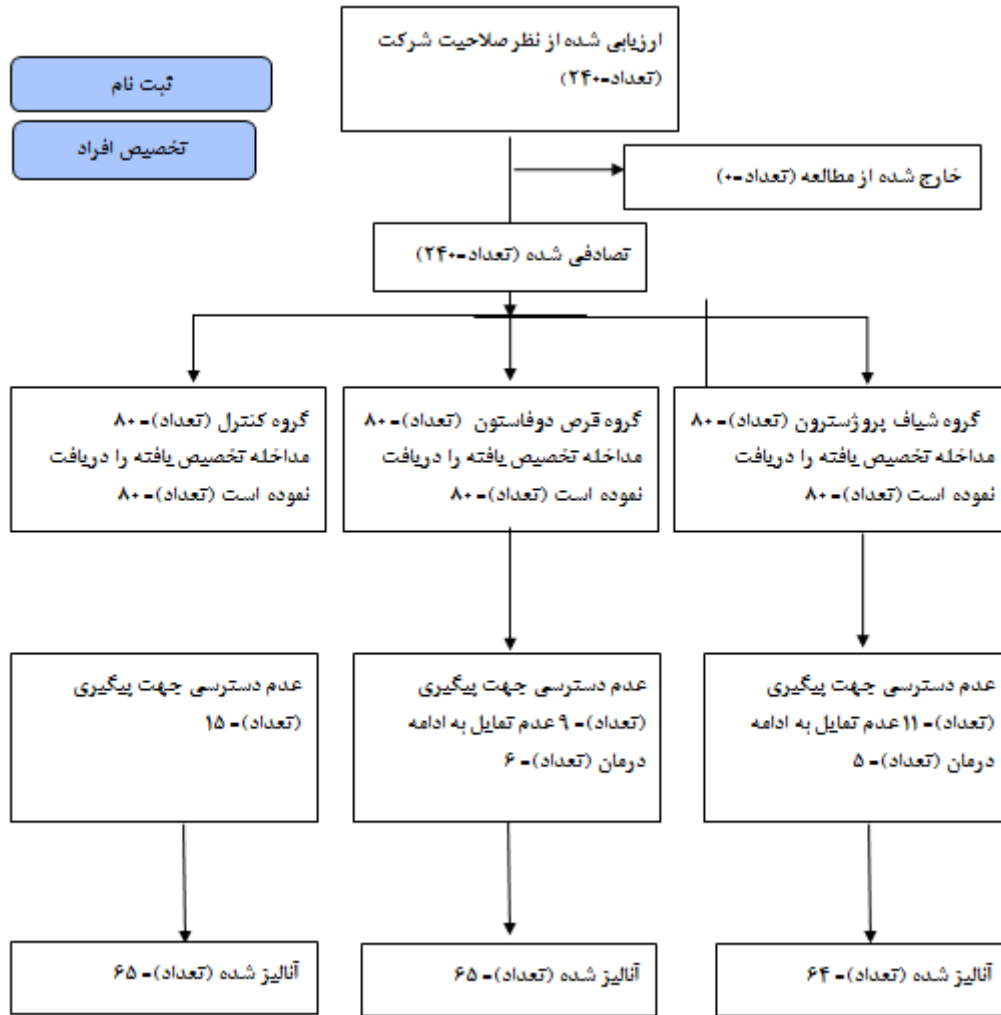 ارزیابی شده از نظر صلاحیت شرکت
(تعداد=۲۴۰)
ثبت نام
تخصیص افراد
خارج شده از مطالعه (تعداد=۰)
تصادفی شده (تعداد=۲۴۰)
گروه شیاف پروژسترون (تعداد)= ۸۰
مداخله تخصیص یافته را دریافت
نموده است (تعداد)= ۸۰
گروه قرص دوفاستون (تعداد)= ۸۰
مداخله تخصیص یافته را دریافت
نموده است (تعداد)= ۸۰
گروه کنترل (تعداد)= ۸۰
مداخله تخصیص یافته را دریافت
نموده است (تعداد)= ۸۰
عدم دسترسی جهت پیگیری
(تعداد)= ۱۱ عدم تمایل به ادامه
درمان (تعداد)= ۵
عدم دسترسی جهت پیگیری
(تعداد)= ۹ عدم تمایل به ادامه
درمان (تعداد)= ۶
عدم دسترسی جهت پیگیری
(تعداد)= ۱۵
آنالیز شده (تعداد)= ۶۴
آنالیز شده (تعداد)= ۶۵
آنالیز شده (تعداد)= ۶۵